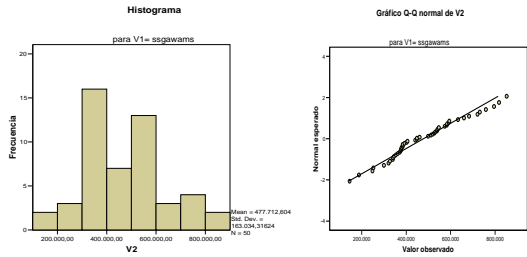 Histograma
para V1= ssgawams
Frecuencia
20
15
10
5
0
200.000,00 400.000,00 600.000,00 800.000,00
V2
Mean = 477.712,604
Std. Dev. =
163.034,31624
N = 50
Gráfico Q-Q normal de V2
para V1= ssgawams
Normal esperado
4
2
0
-2
-4
200.000 400.000 600.000 800.000
Valor observado